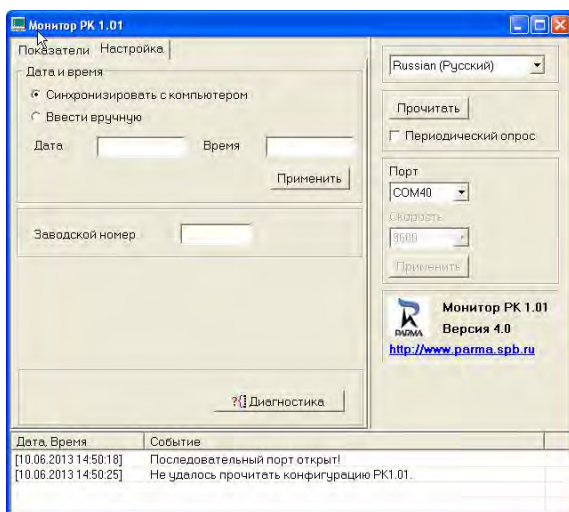 Монитор РК 1.01
Показатели Настройка
Дата и время
Синхронизировать с компьютером
Ввести вручную
Дата Время
Применить
Заводской номер
?{} Диагностика
Russian (Русский)
Прочитать
Периодический опрос
Порт
COM40
Скорость
9600
Применить
PARMA
Монитор РК 1.01
Версия 4.0
http://www.parma.spb.ru
Дата, Время Событие
[10.06.2013 14:50:18] Последовательный порт открыт!
[10.06.2013 14:50:25] Не удалось прочитать конфигурацию РК1.01.